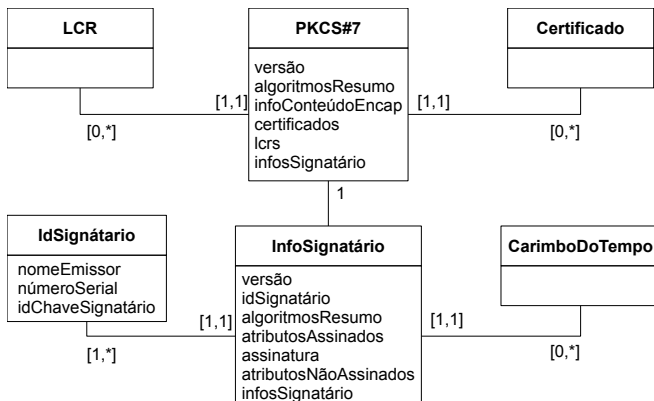 LCR
PKCS#7
Certificado
versão
algoritmosResumo
infoConteúdoEncap
certificados
lcrs
infosSignatário
[1,1]
[1,1]
[0,*]
[0,*]
1
IdSignátario
nomeEmissor
númeroSerial
idChaveSignatário
InfoSignatário
versão
idSignatário
algoritmosResumo
atributosAssinados
assinatura
atributosNãoAssinados
infosSignatário
CarimboDoTempo
[1,1]
[1,1]
[1,*]
[0,*]